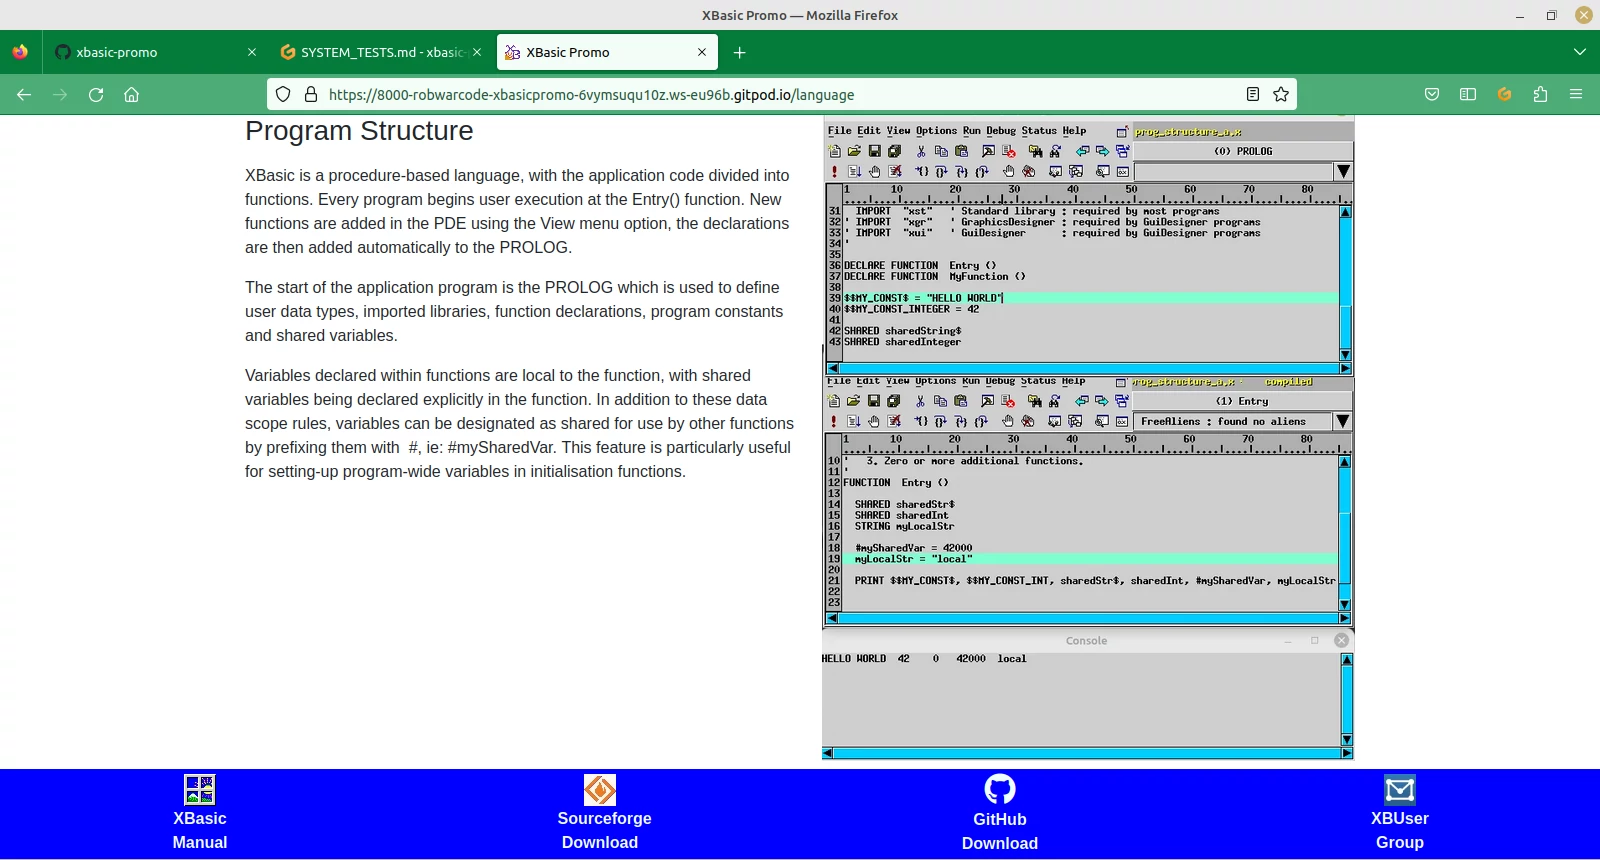 XBasic Promo — Mozilla Firefox
xbasic-promo
SYSTEM_TESTS.md - xbasic-
XBasic Promo
https://8000-robwarcode-xbasicpromo-6vymsuqu10z.ws-eu96b.gitpod.io/language
Program Structure
XBasic is a procedure-based language, with the application code divided into
functions. Every program begins user execution at the Entry() function. New
functions are added in the PDE using the View menu option, the declarations
are then added automatically to the PROLOG.
The start of the application program is the PROLOG which is used to define
user data types, imported libraries, function declarations, program constants
and shared variables.
Variables declared within functions are local to the function, with shared
variables being declared explicitly in the function. In addition to these data
scope rules, variables can be designated as shared for use by other functions
by prefixing them with  #, ie: #mySharedVar. This feature is particularly useful
for setting-up program-wide variables in initialisation functions.
File Edit View Options Run Debug Status Help
prog_structure_a.x
(0) PROLOG
1 10 20 30 40 50 60 70 80
31 IMPORT "xst" ' Standard library : required by most programs
32 ' IMPORT "xgr" ' GraphicsDesigner : required by GuiDesigner programs
33 ' IMPORT "xui" ' GuiDesigner : required by GuiDesigner programs
34 '
35
36 DECLARE FUNCTION Entry ()
37 DECLARE FUNCTION MyFunction ()
38
39 $$MY_CONST$ = "HELLO WORLD"
40 $$MY_CONST_INTEGER = 42
41
42 SHARED sharedString$
43 SHARED sharedInteger
File Edit View Options Run Debug Status Help
prog_structure_a.x * compiled
(1) Entry
FreeAliens : found no aliens
1 10 20 30 40 50 60 70 80
10 ' 3. Zero or more additional functions.
11 '
12 FUNCTION Entry ()
13
14 SHARED sharedStr$
15 SHARED sharedInt
16 STRING myLocalStr
17
18 #mySharedVar = 42000
19 myLocalStr = "local"
20
21 PRINT $$MY_CONST$, $$MY_CONST_INT, sharedStr$, sharedInt, #mySharedVar, myLocalStr
22
23
Console
HELLO WORLD 42 0 42000 local
XBasic
Manual
Sourceforge
Download
GitHub
Download
XBUser
Group